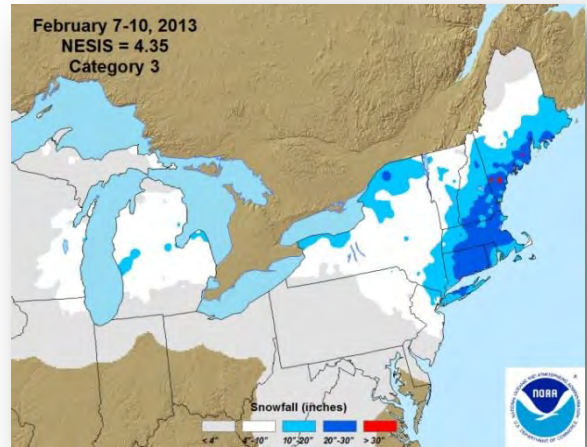 February 7-10, 2013
NESIS = 4.35
Category 3
Snowfall (inches)
< 4" 4"-10" 10"-20" 20"-30" > 30"
NOAA